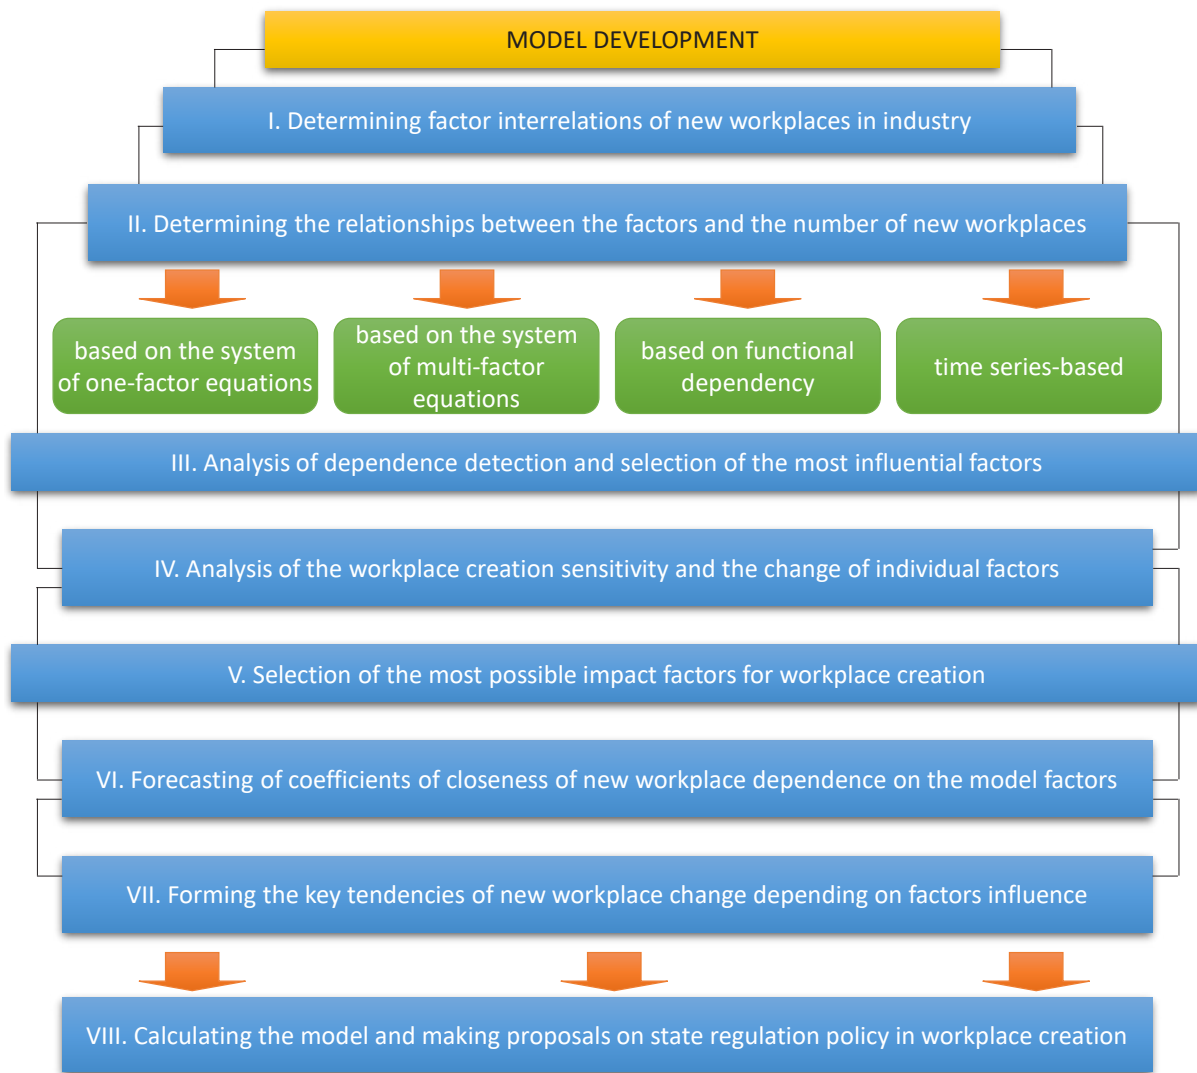 MODEL DEVELOPMENT
I. Determining factor interrelations of new workplaces in industry
II. Determining the relationships between the factors and the number of new workplaces
based on the system
of one-factor equations
based on the system
of multi-factor
equations
based on functional
dependency
time series-based
III. Analysis of dependence detection and selection of the most influential factors
IV. Analysis of the workplace creation sensitivity and the change of individual factors
V. Selection of the most possible impact factors for workplace creation
VI. Forecasting of coefficients of closeness of new workplace dependence on the model factors
VII. Forming the key tendencies of new workplace change depending on factors influence
VIII. Calculating the model and making proposals on state regulation policy in workplace creation